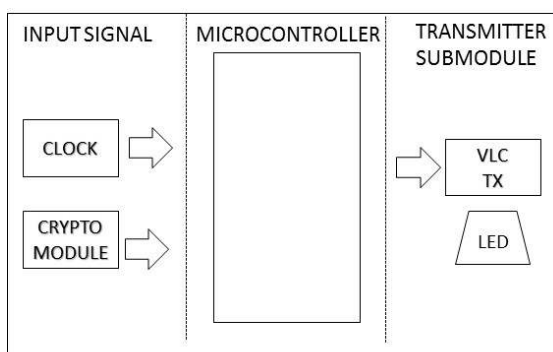 INPUT SIGNAL
MICROCONTROLLER
TRANSMITTER
SUBMODULE
CLOCK
CRYPTO
MODULE
VLC
TX
LED